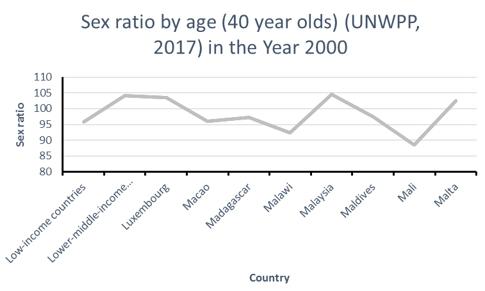 Sex ratio by age (40 year olds) (UNWPP,
2017) in the Year 2000
110
105
100
95
90
85
80
Sex ratio
Low-income countries
Lower-middle-income...
Luxembourg
Macao
Madagascar
Malawi
Malaysia
Maldives
Mali
Malta
Country